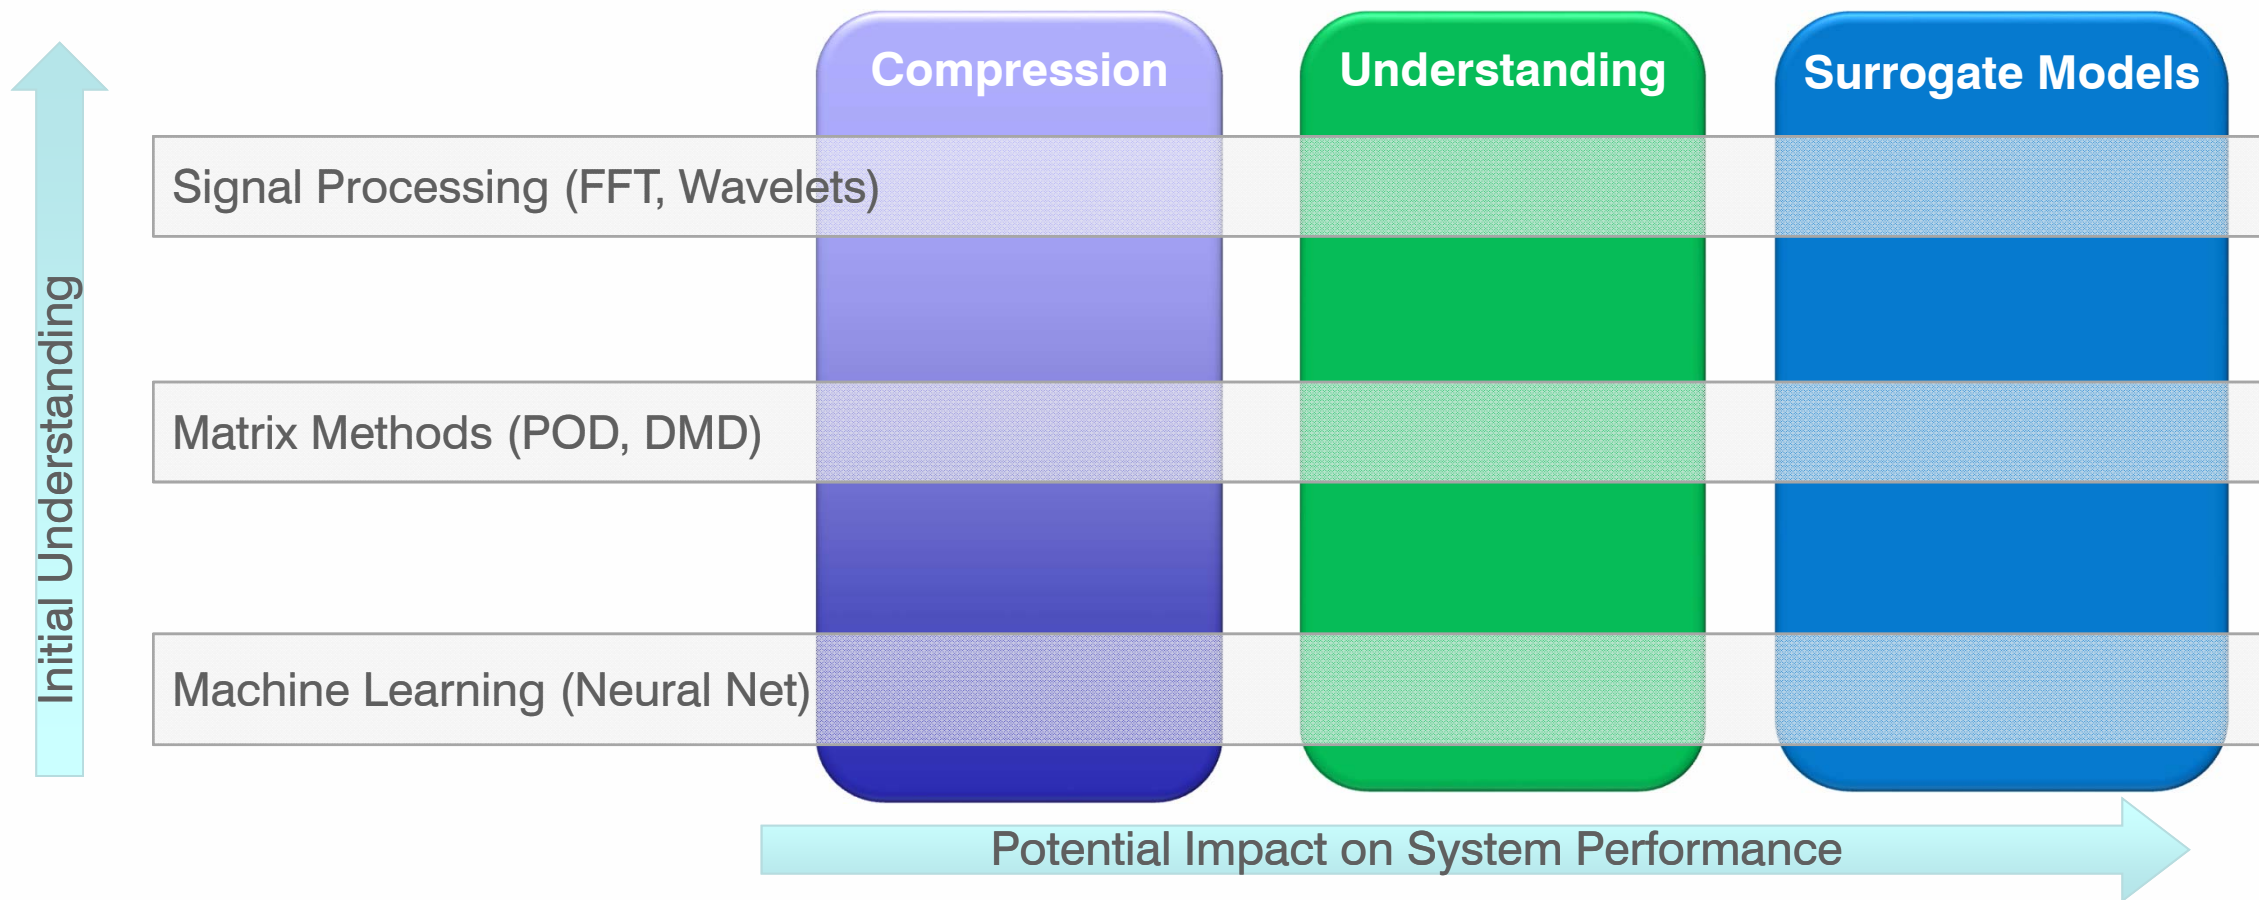 Compression
Understanding
Surrogate Models
Signal Processing (FFT, Wavelets)
Matrix Methods (POD, DMD)
Machine Learning (Neural Net)
Initial Understanding
Potential Impact on System Performance